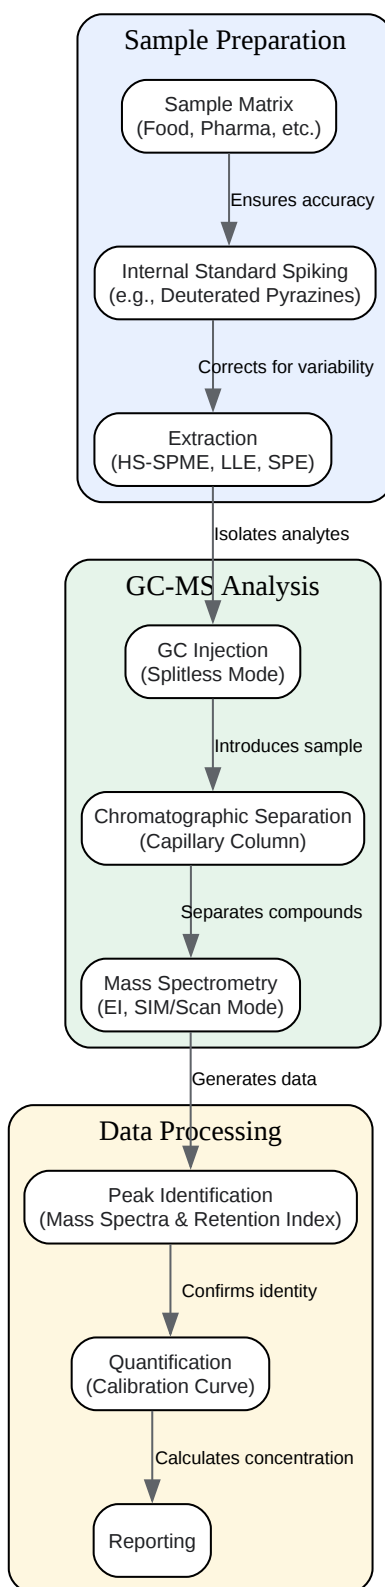 Sample Preparation
Sample Matrix
(Food, Pharma, etc.)
Ensures accuracy
Internal Standard Spiking
(e.g., Deuterated Pyrazines)
Corrects for variability
Extraction
(HS-SPME, LLE, SPE)
Isolates analytes
GC-MS Analysis
GC Injection
(Splitless Mode)
Introduces sample
Chromatographic Separation
(Capillary Column)
Separates compounds
Mass Spectrometry
(EI, SIM/Scan Mode)
Generates data
Data Processing
Peak Identification
(Mass Spectra & Retention Index)
Confirms identity
Quantification
(Calibration Curve)
Calculates concentration
Reporting